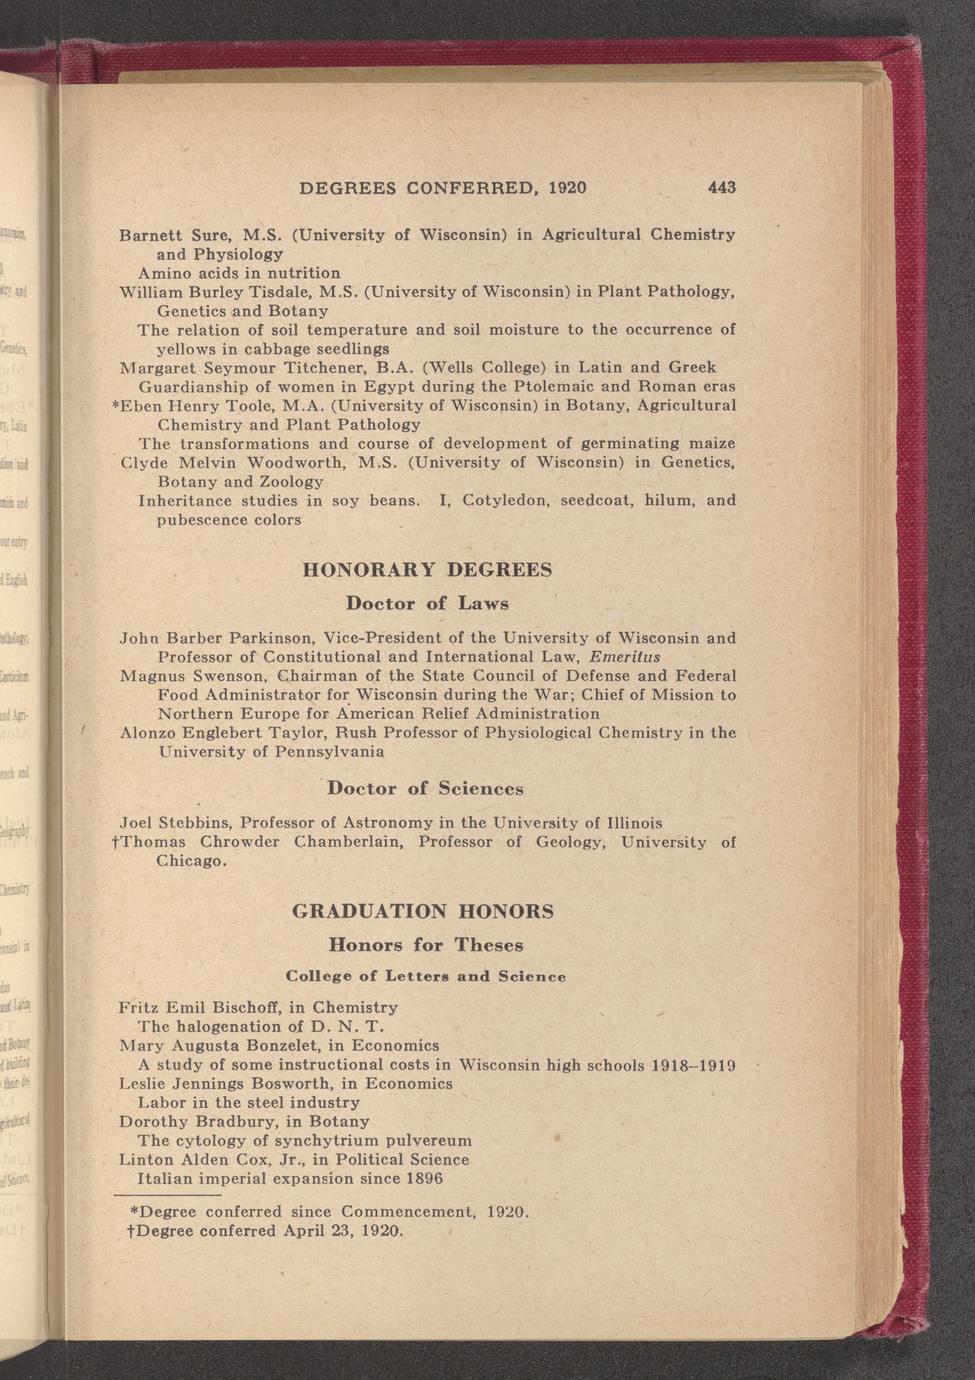 DEGREES CONFERRED, 1920 443
Barnett Sure, M.S. (University of Wisconsin) in Agricultural Chemistry
and Physiology
Amino acids in nutrition
William Burley Tisdale, M.S. (University of Wisconsin) in Plant Pathology,
Genetics and Botany
The relation of soil temperature and soil moisture to the occurrence of
yellows in cabbage seedlings
Margaret Seymour Titchener, B.A. (Wells College) in Latin and Greek
Guardianship of women in Egypt during the Ptolemaic and Roman eras
*Eben Henry Toole, M.A. (University of Wisconsin) in Botany, Agricultural
Chemistry and Plant Pathology
The transformations and course of development of germinating maize
Clyde Melvin Woodworth, M.S. (University of Wisconsin) in Genetics,
Botany and Zoology
Inheritance studies in soy beans. I, Cotyledon, seedcoat, hilum, and
pubescence colors
HONORARY DEGREES
Doctor of Laws
John Barber Parkinson, Vice-President of the University of Wisconsin and
Professor of Constitutional and International Law, Emeritus
Magnus Swenson, Chairman of the State Council of Defense and Federal
Food Administrator for Wisconsin during the War; Chief of Mission to
Northern Europe for American Relief Administration
Alonzo Englebert Taylor, Rush Professor of Physiological Chemistry in the
University of Pennsylvania
Doctor of Sciences
Joel Stebbins, Professor of Astronomy in the University of Illinois
†Thomas Chrowder Chamberlain, Professor of Geology, University of
Chicago.
GRADUATION HONORS
Honors for Theses
College of Letters and Science
Fritz Emil Bischoff, in Chemistry
The halogenation of D. N. T.
Mary Augusta Bonzelet, in Economics
A study of some instructional costs in Wisconsin high schools 1918–1919
Leslie Jennings Bosworth, in Economics
Labor in the steel industry
Dorothy Bradbury, in Botany
The cytology of synchytrium pulvereum
Linton Alden Cox, Jr., in Political Science
Italian imperial expansion since 1896
*Degree conferred since Commencement, 1920.
†Degree conferred April 23, 1920.